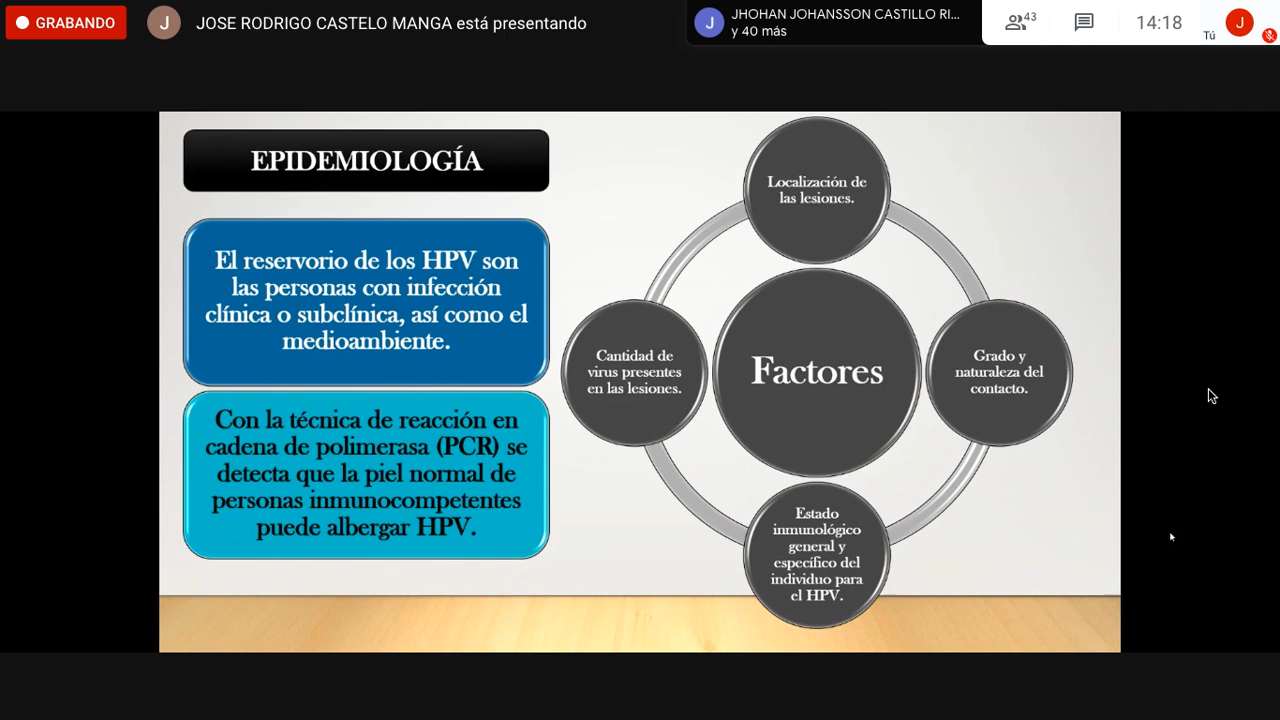 GRABANDO
J
JOSE RODRIGO CASTELO MANGA está presentando
J
JHOHAN JOHANSSON CASTILLO RI...
y 40 más
43
14:18
Tú
J
EPIDEMIOLOGÍA
El reservorio de los HPV son
las personas con infección
clínica o subclínica, así como el
medioambiente.
Con la técnica de reacción en
cadena de polimerasa (PCR) se
detecta que la piel normal de
personas inmunocompetentes
puede albergar HPV.
Localización de
las lesiones.
Cantidad de
virus presentes
en las lesiones.
Factores
Grado y
naturaleza del
contacto.
Estado
inmunológico
general y
específico del
individuo para
el HPV.